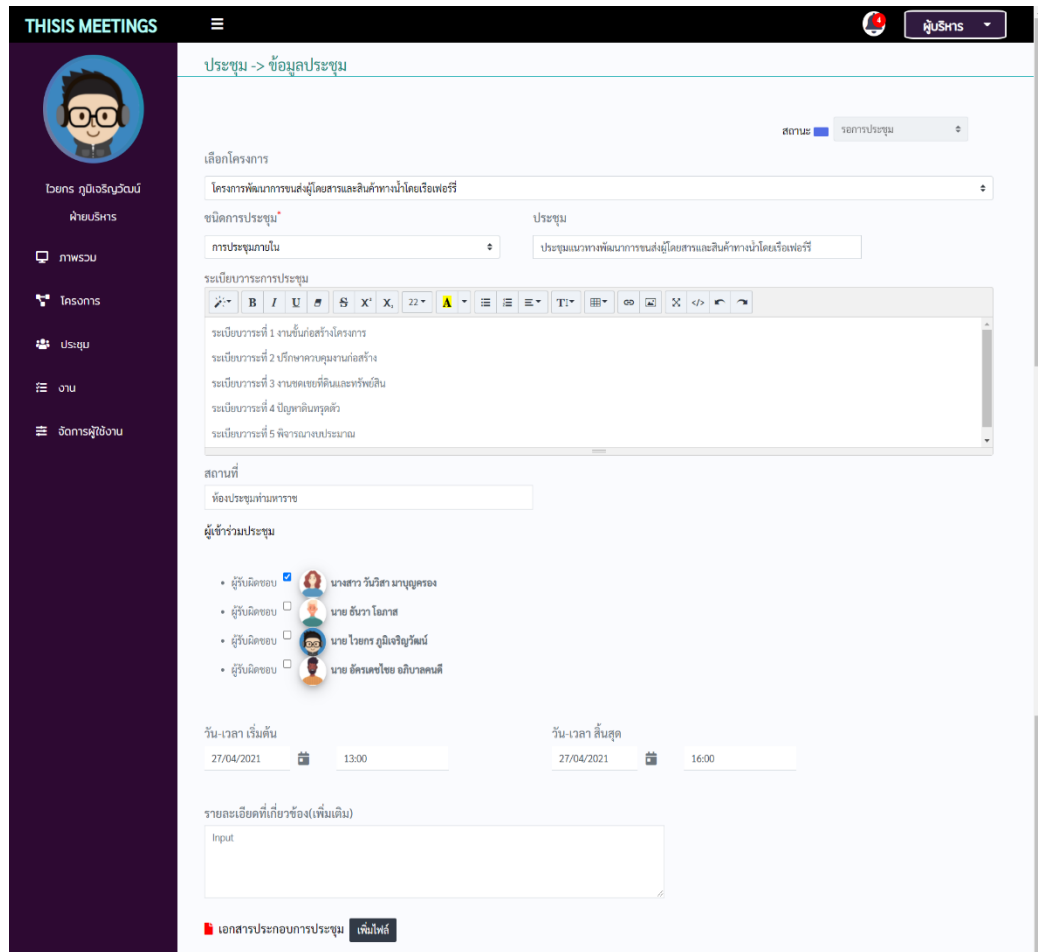 THISIS MEETINGS
4
ผู้บริหาร
ไวยกร ภูมิเจริญวัฒน์
ฝ่ายบริหาร
ภาพรวม
โครงการ
ประชุม
งาน
จัดการผู้ใช้งาน
ประชุม -> ข้อมูลประชุม
สถานะ รอการประชุม
เลือกโครงการ
โครงการพัฒนาการขนส่งผู้โดยสารและสินค้าทางน้ำโดยเรือเฟอร์รี่
ชนิดการประชุม* ประชุม
การประชุมภายใน ประชุมแนวทางพัฒนาการขนส่งผู้โดยสารและสินค้าทางน้ำโดยเรือเฟอร์รี่
ระเบียบวาระการประชุม
B I U S X² X₂ 22 A
ระเบียบวาระที่ 1 งานขั้นก่อสร้างโครงการ
ระเบียบวาระที่ 2 ปรึกษาควบคุมงานก่อสร้าง
ระเบียบวาระที่ 3 งานชดเชยที่ดินและทรัพย์สิน
ระเบียบวาระที่ 4 ปัญหาดินทรุดตัว
ระเบียบวาระที่ 5 พิจารณางบประมาณ
สถานที่
ห้องประชุมท่ามหาราช
ผู้เข้าร่วมประชุม
ผู้รับผิดชอบ นางสาว วันวิสา มาบุญครอง
ผู้รับผิดชอบ นาย ธันวา โอภาส
ผู้รับผิดชอบ นาย ไวยกร ภูมิเจริญวัฒน์
ผู้รับผิดชอบ นาย อัครเดชไชย อภิบาลคนดี
วัน-เวลา เริ่มต้น วัน-เวลา สิ้นสุด
27/04/2021 13:00 27/04/2021 16:00
รายละเอียดที่เกี่ยวข้อง(เพิ่มเติม)
Input
เอกสารประกอบการประชุม เพิ่มไฟล์